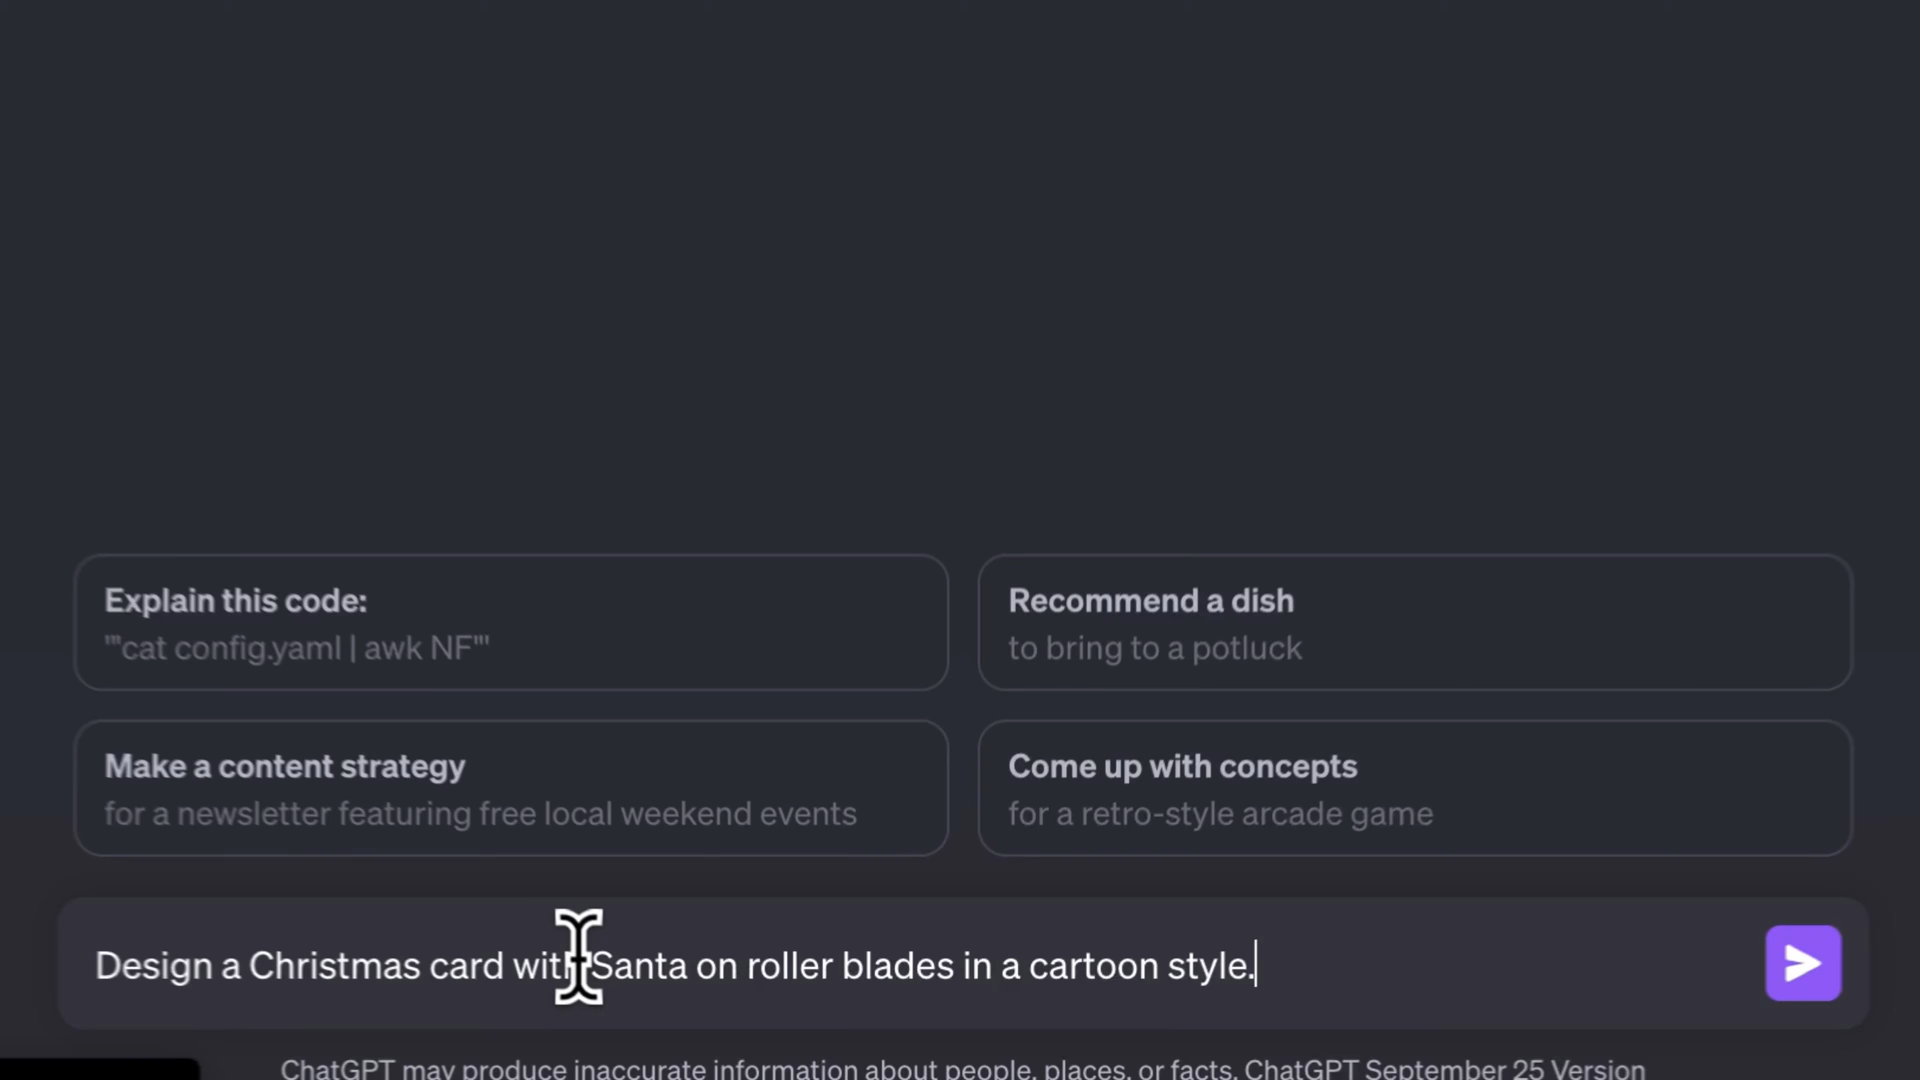 Explain this code:
"'cat config.yaml | awk NF"'
Recommend a dish
to bring to a potluck
Make a content strategy
for a newsletter featuring free local weekend events
Come up with concepts
for a retro-style arcade game
Design a Christmas card with Santa on roller blades in a cartoon style.
ChatGPT may produce inaccurate information about people, places, or facts. ChatGPT September 25 Version